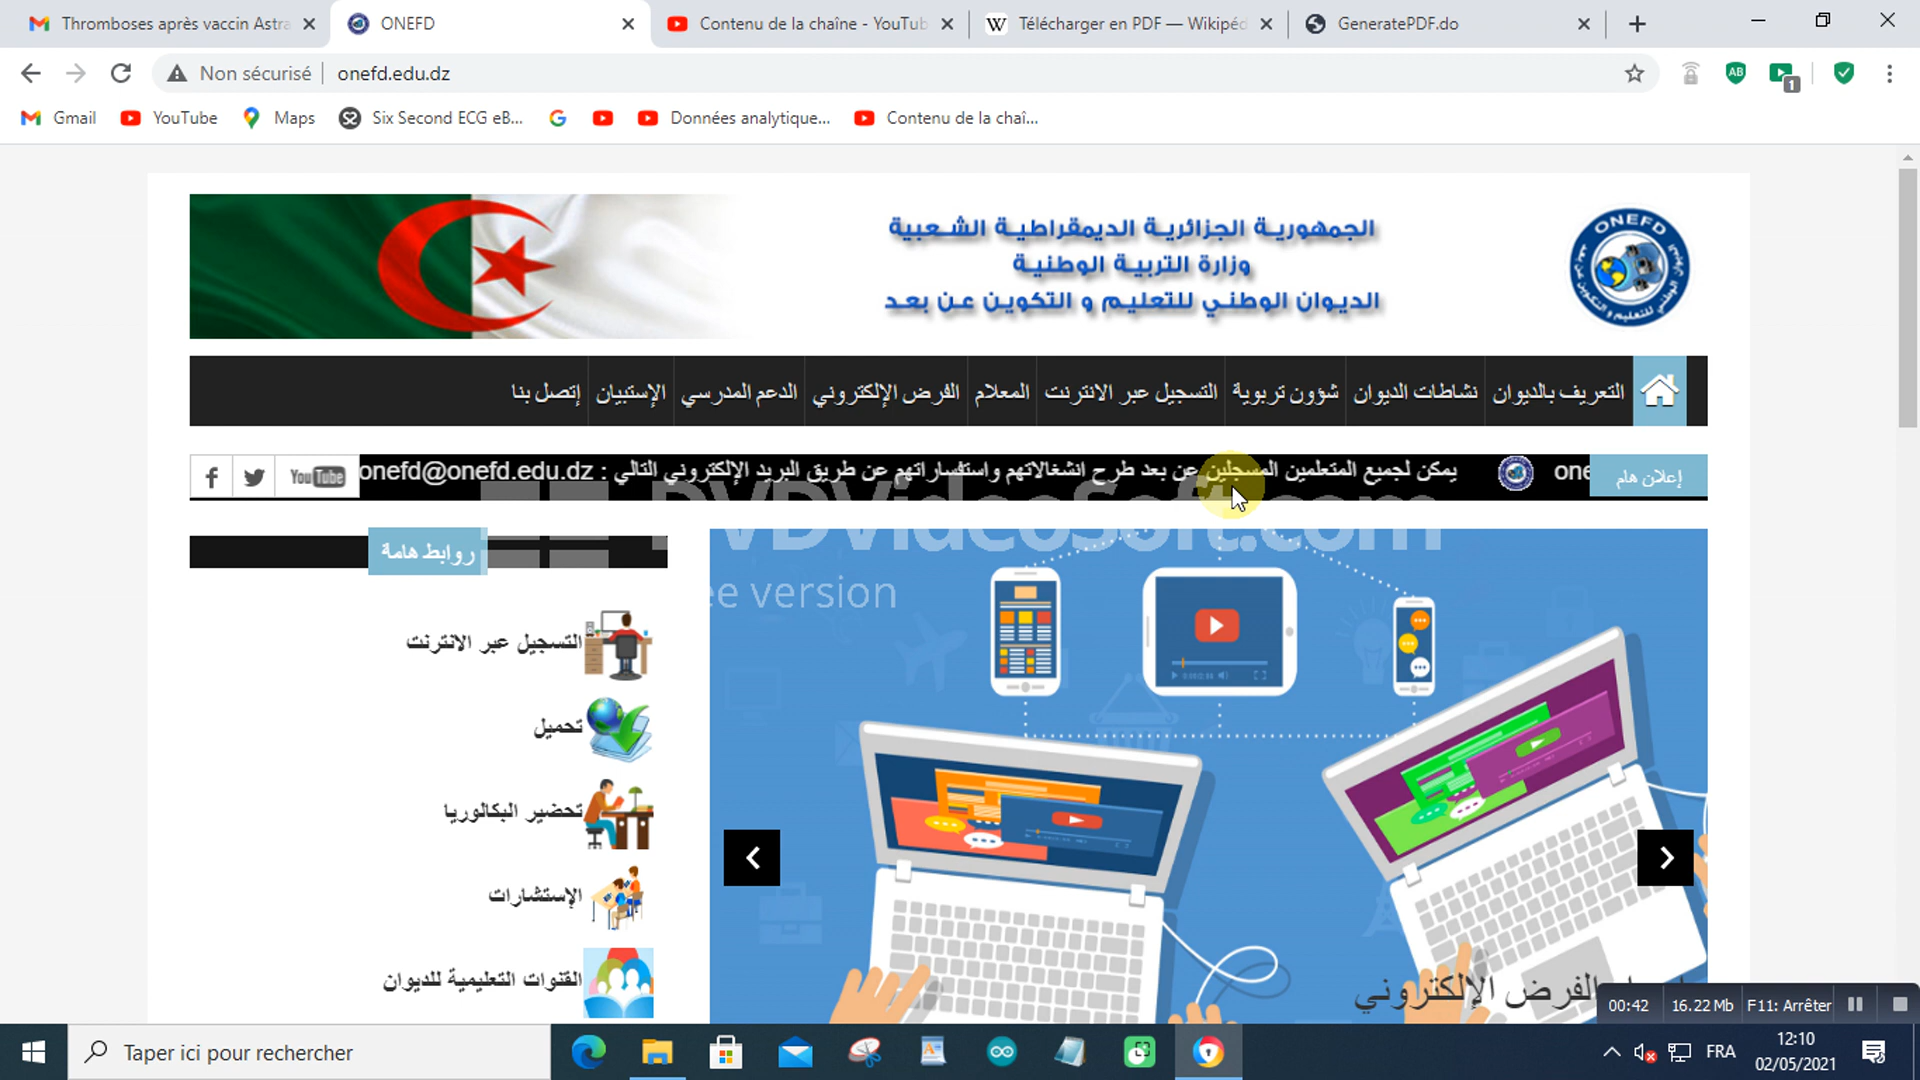 Thromboses après vaccin Astra
ONEFD
Contenu de la chaîne - YouTub
Télécharger en PDF — Wikipéd
GeneratePDF.do
Non sécurisé
onefd.edu.dz
Gmail
YouTube
Maps
Six Second ECG eB...
Données analytique...
Contenu de la chaî...
الجمهورية الجزائرية الديمقراطية الشعبية
وزارة التربية الوطنية
الديوان الوطني للتعليم و التكوين عن بعد
ONEFD
التعريف بالديوان
نشاطات الديوان
شؤون تربوية
التسجيل عبر الانترنت
المعلام
الفرض الإلكتروني
الدعم المدرسي
الإستبيان
إتصل بنا
إعلان هام
one
يمكن لجميع المتعلمين المسجلين عن بعد طرح انشغالاتهم واستفساراتهم عن طريق البريد الإلكتروني التالي : onefd@onefd.edu.dz
YouTube
DVDVideoSoft.com
ee version
روابط هامة
التسجيل عبر الانترنت
تحميل
تحضير البكالوريا
الإستشارات
القنوات التعليمية للديوان
الفرض الإلكتروني
00:42
16.22 Mb
F11: Arrêter
Taper ici pour rechercher
FRA
12:10
02/05/2021